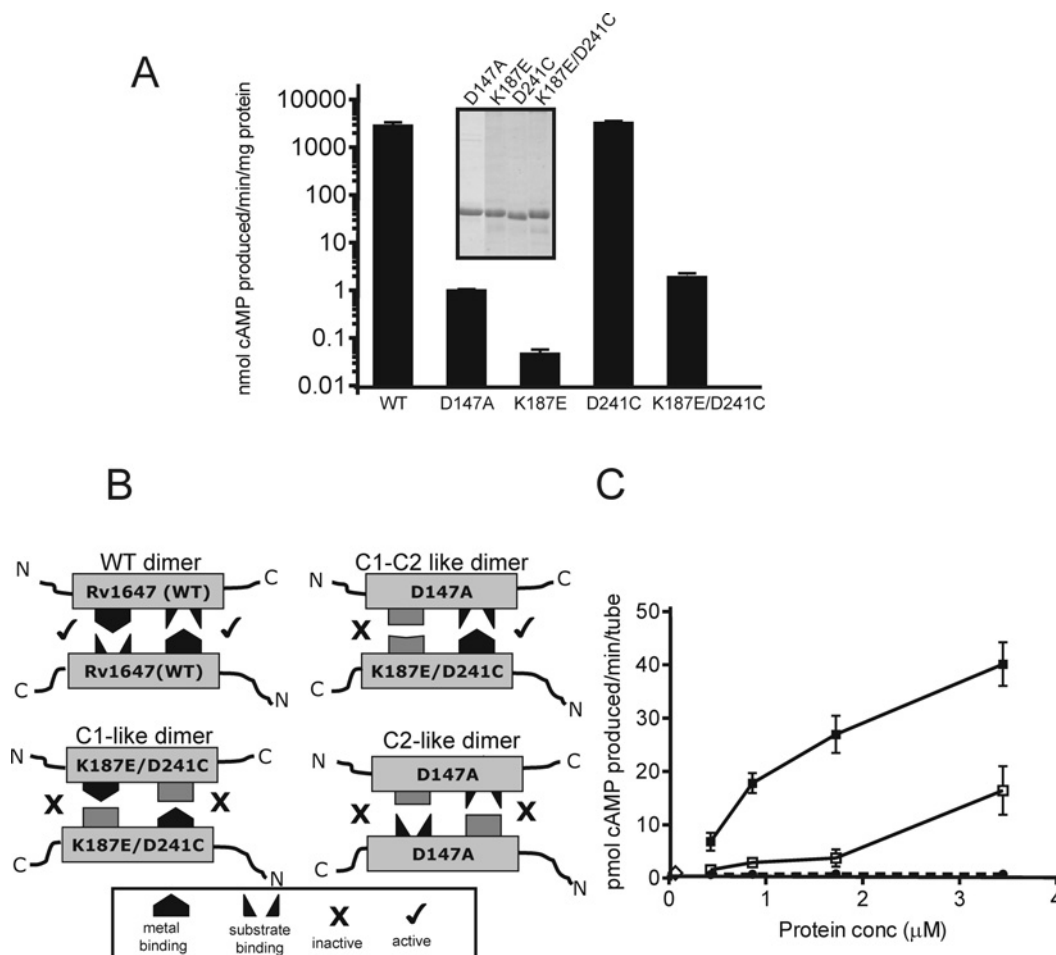 A
nmol cAMP produced/min/mg protein
10000
1000
100
10
1
0.1
0.01
D147A
K187E
D241C
K187E/D241C
WT
D147A
K187E
D241C
K187E/D241C
B
WT dimer
N
C
Rv1647 (WT)
Rv1647(WT)
C
N
C1-C2 like dimer
N
C
D147A
K187E/D241C
C
N
C1-like dimer
N
C
K187E/D241C
K187E/D241C
C
N
C2-like dimer
N
C
D147A
D147A
C
N
metal
binding
substrate
binding
inactive
active
C
pmol cAMP produced/min/tube
50
40
30
20
10
0
0
1
2
3
4
Protein conc (μM)